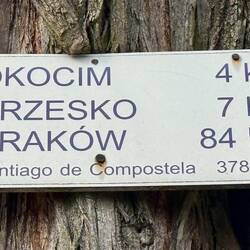 OKOCIM 4 K
RZESKO 7
RAKÓW 84
ntiago de Compostela 378